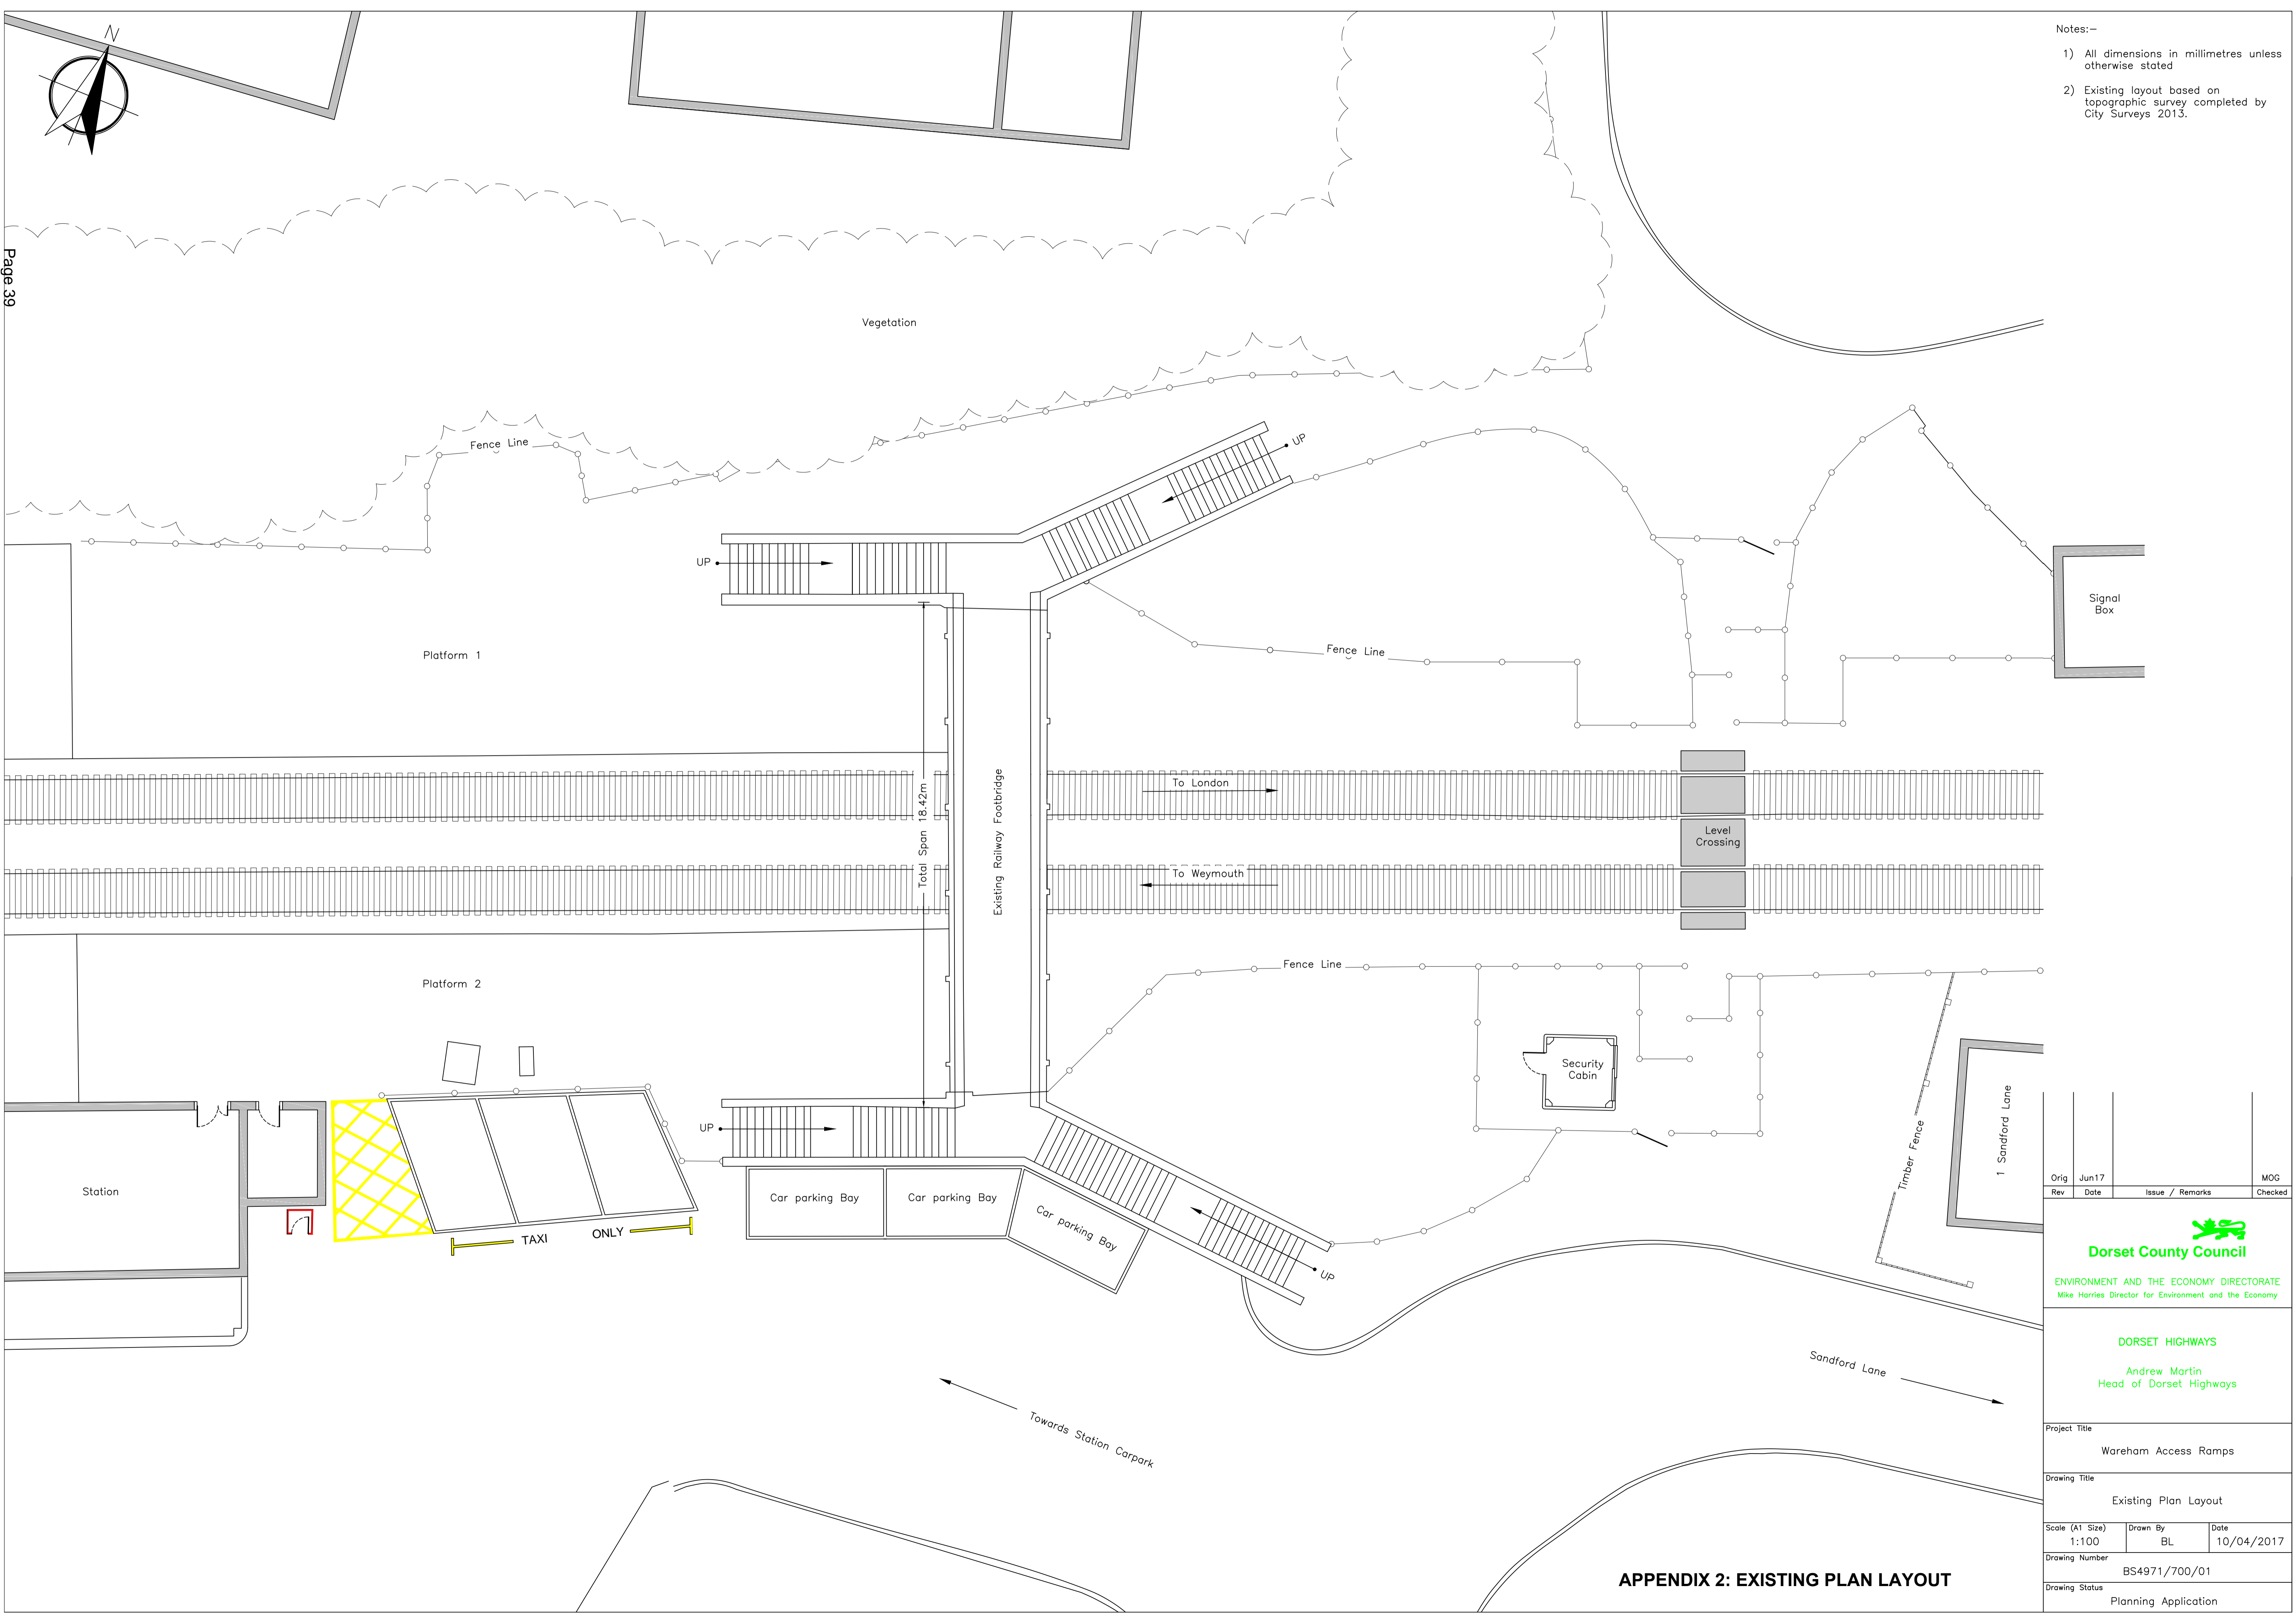 N
Notes:-
1) All dimensions in millimetres unless
otherwise stated
2) Existing layout based on
topographic survey completed by
City Surveys 2013.
Page 39
Vegetation
Fence Line
UP
UP
Signal
Box
Platform 1
Fence Line
To London
Total Span 18.42m
Existing Railway Footbridge
Level
Crossing
To Weymouth
Fence Line
Platform 2
Security
Cabin
Timber Fence
1 Sandford Lane
UP
Station
Car parking Bay
Car parking Bay
Car parking Bay
TAXI ONLY
UP
Sandford Lane
Towards Station Carpark
Orig Jun17 MOG
Rev Date Issue / Remarks Checked
Dorset County Council
ENVIRONMENT AND THE ECONOMY DIRECTORATE
Mike Harries Director for Environment and the Economy
DORSET HIGHWAYS
Andrew Martin
Head of Dorset Highways
Project Title
Wareham Access Ramps
Drawing Title
Existing Plan Layout
Scale (A1 Size) Drawn By Date
1:100 BL 10/04/2017
Drawing Number
BS4971/700/01
Drawing Status
Planning Application
APPENDIX 2: EXISTING PLAN LAYOUT